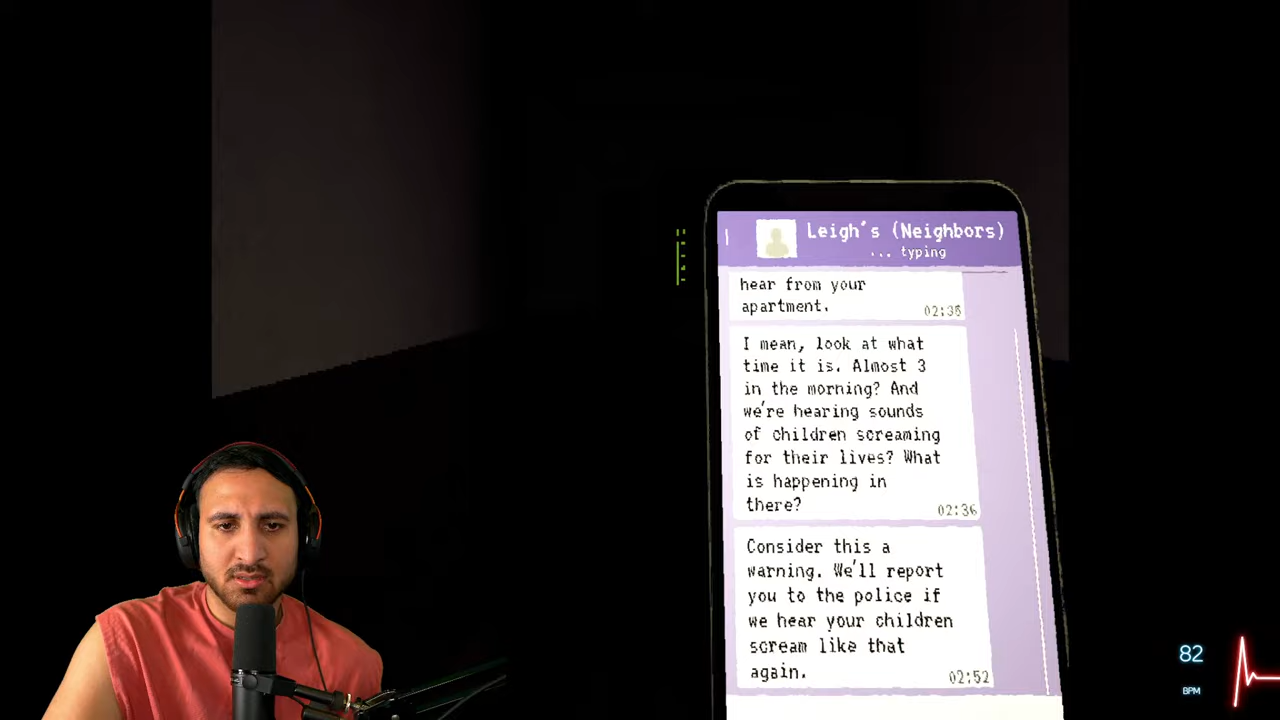 Leigh's (Neighbors)
... typing
hear from your
apartment.
02:36
I mean, look at what
time it is. Almost 3
in the morning? And
we're hearing sounds
of children screaming
for their lives? What
is happening in
there?
02:36
Consider this a
warning. We'll report
you to the police if
we hear your children
scream like that
again.
02:52
82
BPM